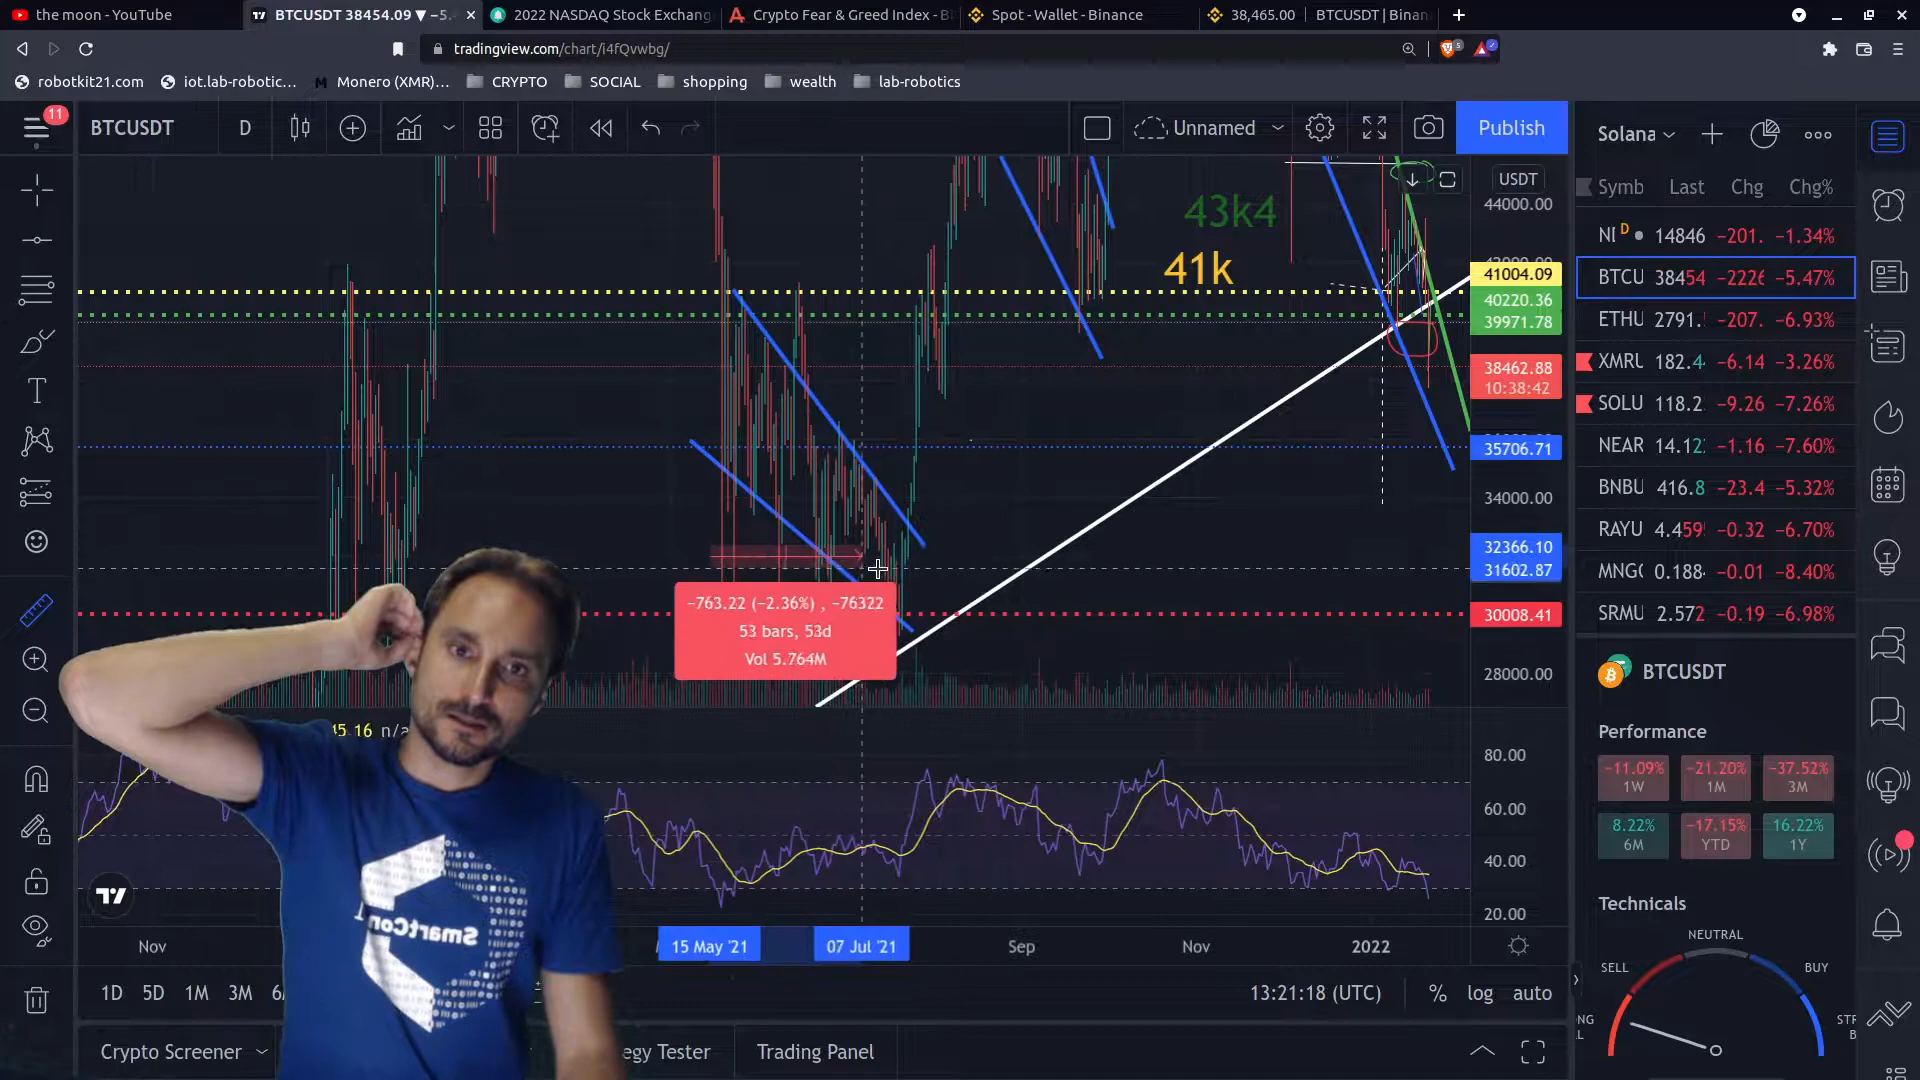 the moon - YouTube
BTCUSDT 38454.09 ▼ −5.
2022 NASDAQ Stock Exchang
Crypto Fear & Greed Index - B
Spot - Wallet - Binance
38,465.00 | BTCUSDT | Binan
tradingview.com/chart/i4fQvwbg/
robotkit21.com
iot.lab-robotic...
Monero (XMR)...
CRYPTO
SOCIAL
shopping
wealth
lab-robotics
11
BTCUSDT
D
Unnamed
Publish
Solana
Symb Last Chg Chg%
USDT
44000.00
43k4
41k
41004.09
40220.36
39971.78
38462.88
10:38:42
35706.71
34000.00
32366.10
31602.87
30008.41
28000.00
−763.22 (−2.36%) , −76322
53 bars, 53d
Vol 5.764M
45.16 n/a
80.00
60.00
40.00
20.00
Nov
15 May '21
07 Jul '21
Sep
Nov
2022
1D 5D 1M 3M
13:21:18 (UTC)
% log auto
Crypto Screener
egy Tester
Trading Panel
D 14846 −201. −1.34%
BTCU 38454 −2226 −5.47%
ETHU 2791. −207. −6.93%
XMRU 182.4 −6.14 −3.26%
SOLU 118.2 −9.26 −7.26%
NEAR 14.12 −1.16 −7.60%
BNBU 416.8 −23.4 −5.32%
RAYU 4.459 −0.32 −6.70%
MNGO 0.188 −0.01 −8.40%
SRMU 2.572 −0.19 −6.98%
BTCUSDT
Performance
−11.09% −21.20% −37.52%
1W 1M 3M
8.22% −17.15% 16.22%
6M YTD 1Y
Technicals
NEUTRAL
SELL BUY
SmartCon